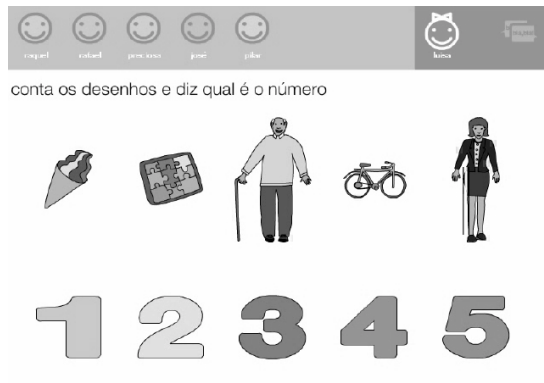 raquel rafael preciosa josé pilar luisa
conta os desenhos e diz qual é o número
1 2 3 4 5